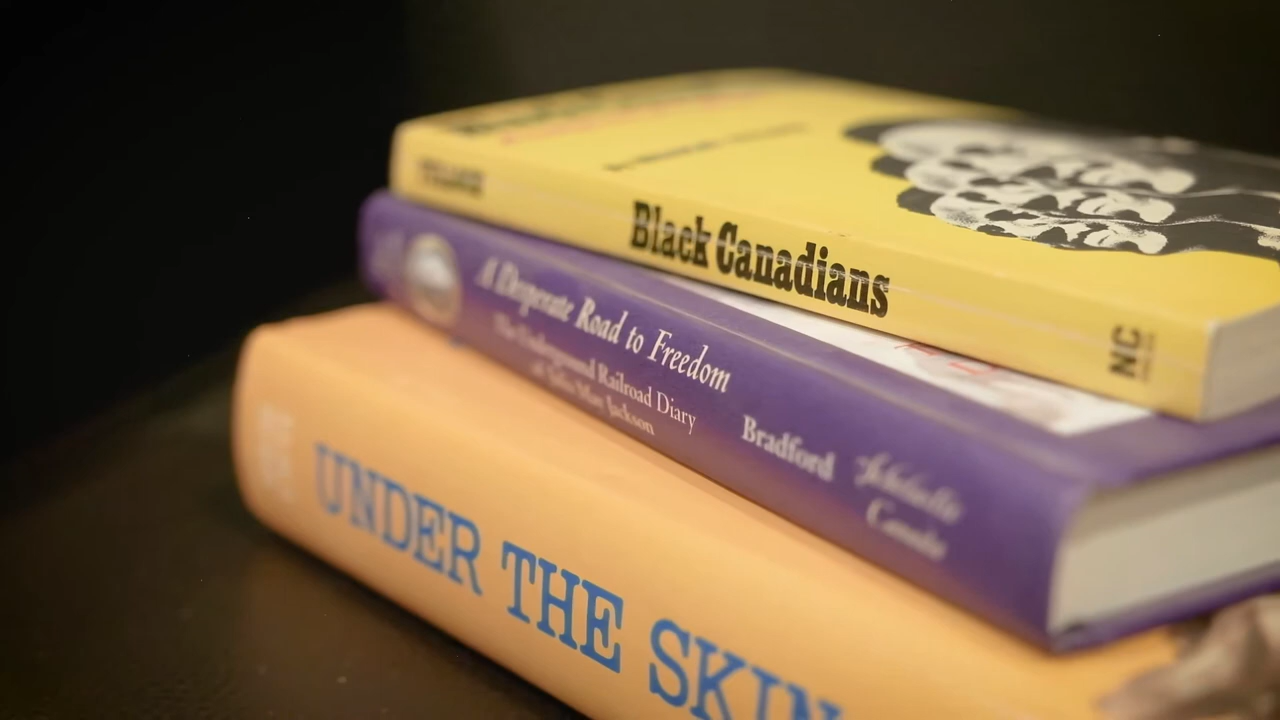 Black Canadians
NC
A Desperate Road to Freedom
The Underground Railroad Diary
of Julia May Jackson
Bradford
Scholastic
Canada
UNDER THE SKIN